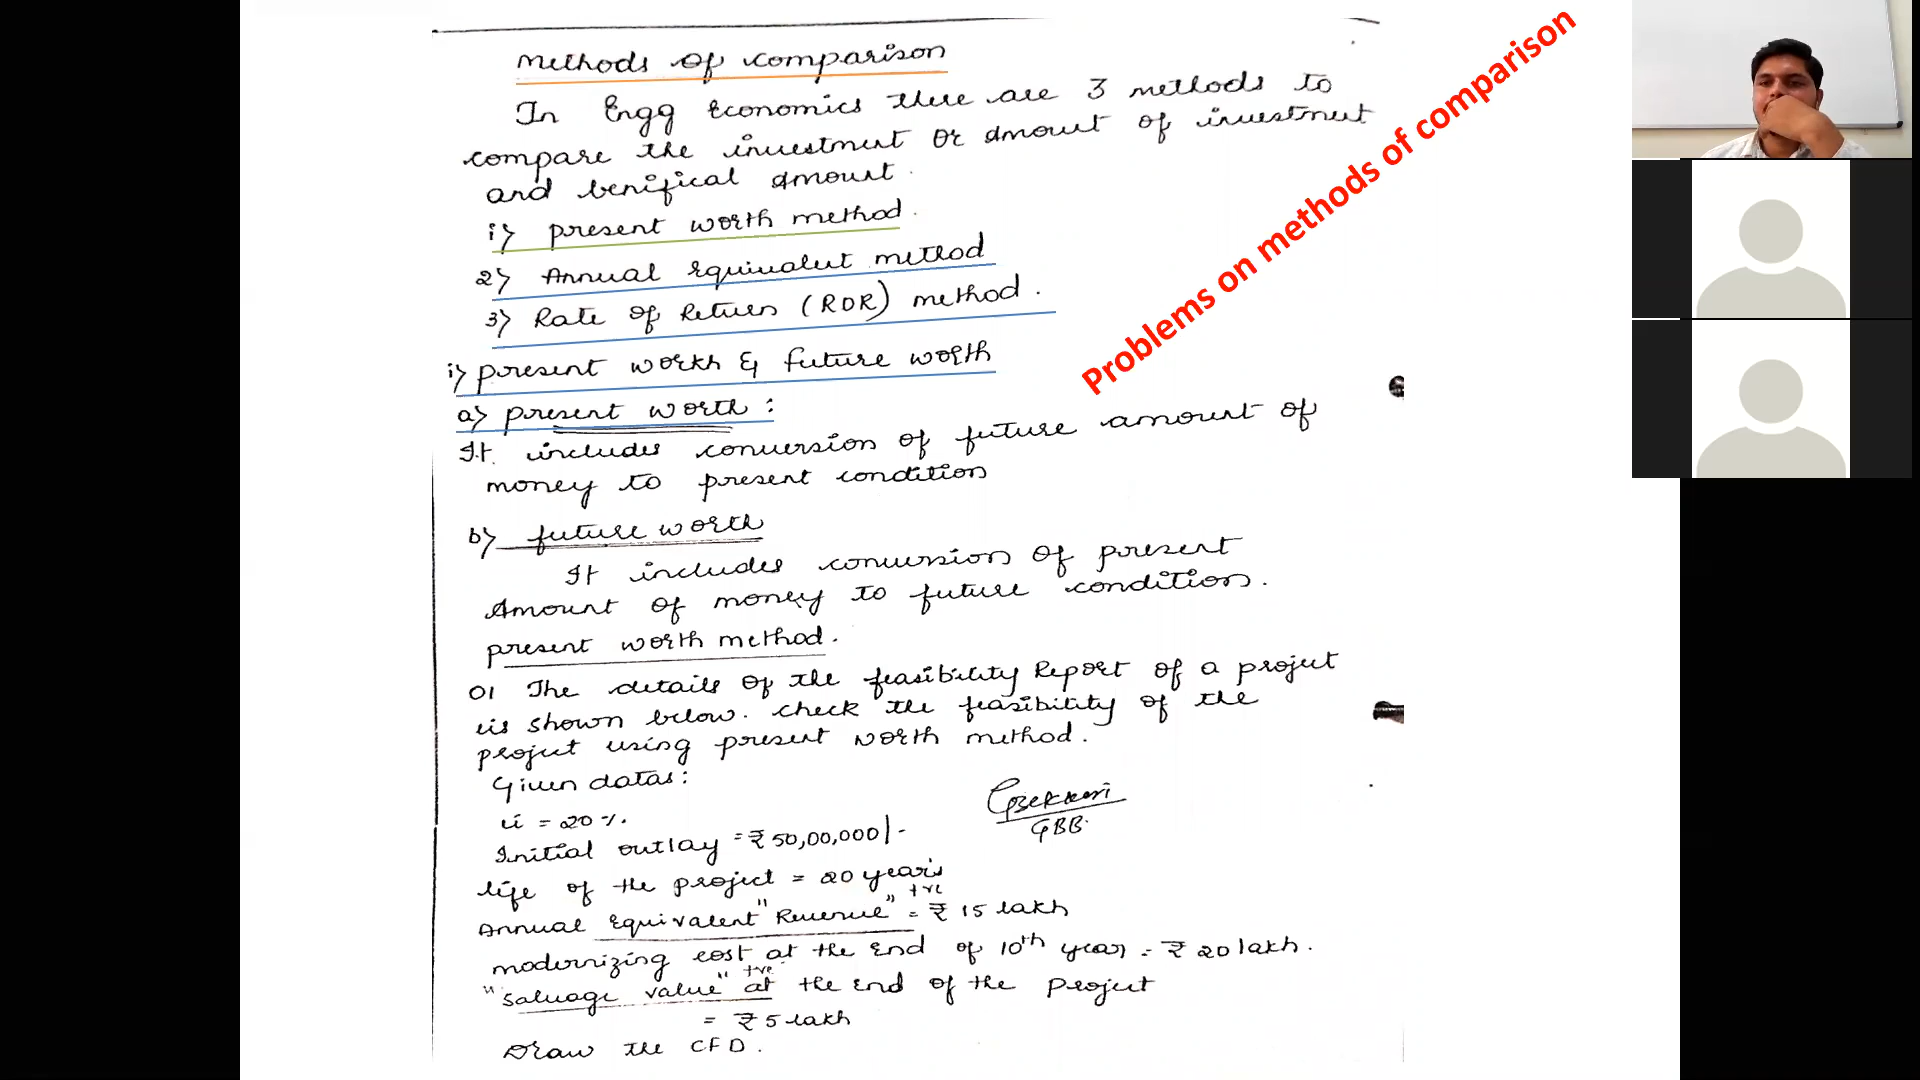 Methods of comparison
In Engg Economics there are 3 methods to
compare the investment Or Amount of investment
and benifical amount.
i) present worth method.
2) Annual Equivalent method
3) Rate of Return (ROR) method.
i) present worth & future worth
a) present worth :
It includes conversion of future amount of
money to present condition
b) future worth
It includes conversion of present
Amount of money to future condition.
present worth method.
01 The details of the feasibility Report of a project
is shown below. Check the feasibility of the
project using present worth method.
Given datas:
i = 20 %.
GBB.
Initial outlay = ₹ 50,00,000/-
life of the project = 20 years
+ve
Annual Equivalent "Revenue" = ₹ 15 lakh
modernizing cost at the End of 10th year = ₹ 20 lakh.
+ve
"Salvage value" at the End of the project
= ₹ 5 lakh
Draw the CFD.
Problems on methods of comparison